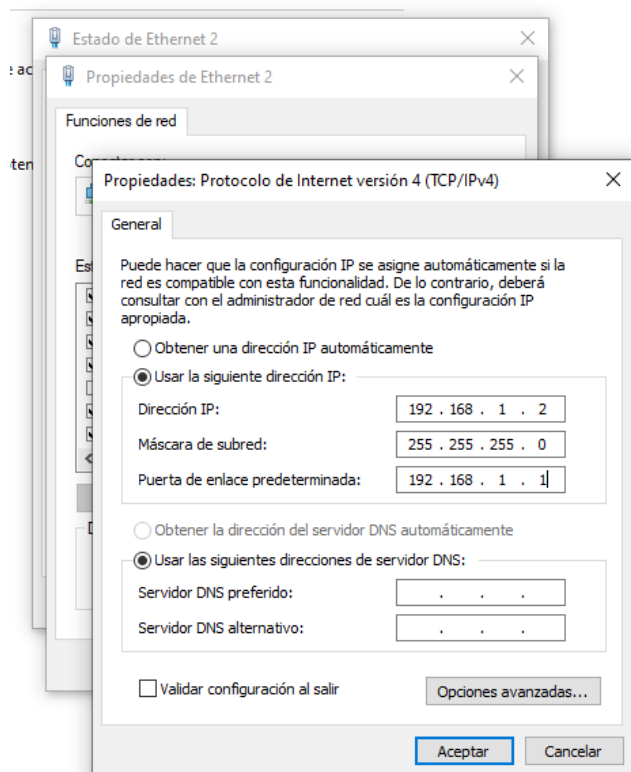 Estado de Ethernet 2
e ac
Propiedades de Ethernet 2
Funciones de red
Propiedades: Protocolo de Internet versión 4 (TCP/IPv4)
General
Puede hacer que la configuración IP se asigne automáticamente si la
red es compatible con esta funcionalidad. De lo contrario, deberá
consultar con el administrador de red cuál es la configuración IP
apropiada.
Obtener una dirección IP automáticamente
Usar la siguiente dirección IP:
Dirección IP: 192 . 168 . 1 . 2
Máscara de subred: 255 . 255 . 255 . 0
Puerta de enlace predeterminada: 192 . 168 . 1 . 1
Obtener la dirección del servidor DNS automáticamente
Usar las siguientes direcciones de servidor DNS:
Servidor DNS preferido: . . .
Servidor DNS alternativo: . . .
Validar configuración al salir
Opciones avanzadas...
Aceptar
Cancelar